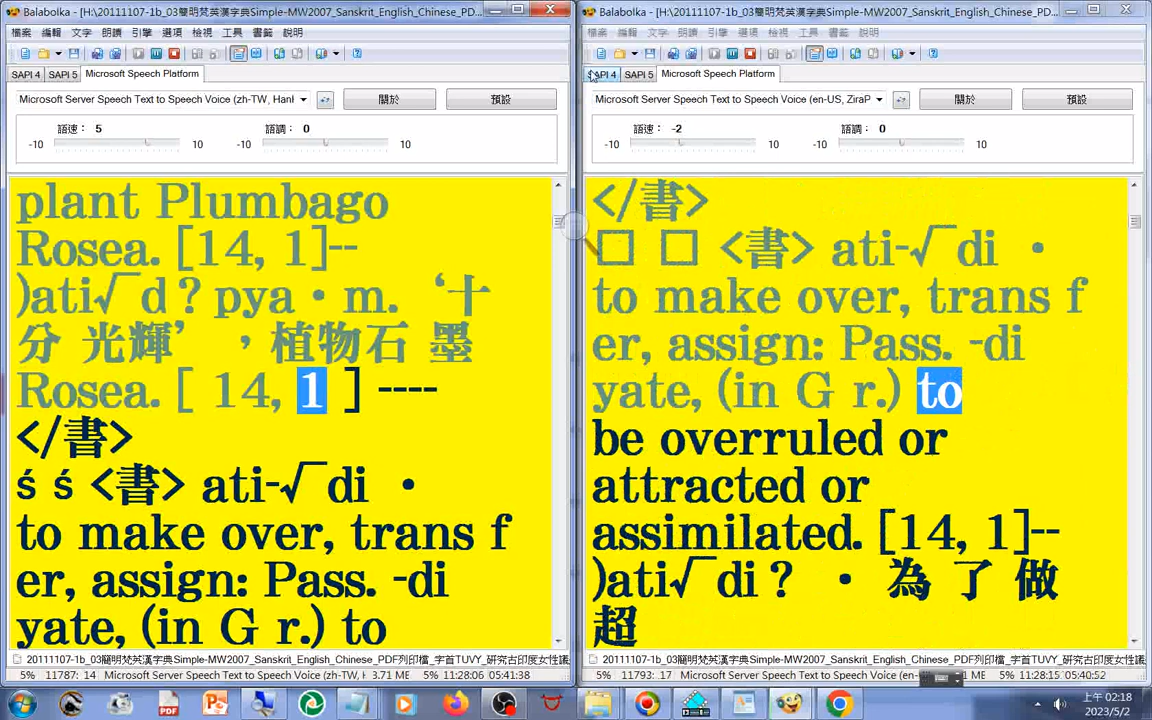 Balabolka - [H:\20111107-1b_03簡明梵英漢字典Simple-MW2007_Sanskrit_English_Chinese_PD...
檔案 編輯 文字 朗讀 引擎 選項 檢視 工具 書籤 說明
SAPI 4 SAPI 5 Microsoft Speech Platform
Microsoft Server Speech Text to Speech Voice (zh-TW, Han
關於 預設
語速： 5 語調： 0
-10 10 -10 10
plant Plumbago
Rosea. [14, 1]--
)ati√d？pya • m. ‘十
分 光輝’ ，植物石 墨
Rosea. [ 14, 1 ] ----
</書>
ś ś <書> ati-√di •
to make over, trans f
er, assign: Pass. -di
yate, (in G r.) to
20111107-1b_03簡明梵英漢字典Simple-MW2007_Sanskrit_English_Chinese_PDF列印檔_字首TUVY_研究古印度女性議
5% 11787: 14 Microsoft Server Speech Text to Speech Voice (zh-TW, 3.71 ME 5% 11:28:06 05:41:38
Balabolka - [H:\20111107-1b_03簡明梵英漢字典Simple-MW2007_Sanskrit_English_Chinese_PD...
檔案 編輯 文字 朗讀 引擎 選項 檢視 工具 書籤 說明
SAPI 4 SAPI 5 Microsoft Speech Platform
Microsoft Server Speech Text to Speech Voice (en-US, ZiraP
關於 預設
語速： -2 語調： 0
-10 10 -10 10
</書>
□ □ <書> ati-√di •
to make over, trans f
er, assign: Pass. -di
yate, (in G r.) to
be overruled or
attracted or
assimilated. [14, 1]--
)ati√di？ • 為 了 做
超
20111107-1b_03簡明梵英漢字典Simple-MW2007_Sanskrit_English_Chinese_PDF列印檔_字首TUVY_研究古印度女性議
5% 11793: 17 Microsoft Server Speech Text to Speech Voice ME 5% 11:28:15 05:40:52
上午 02:18
2023/5/2